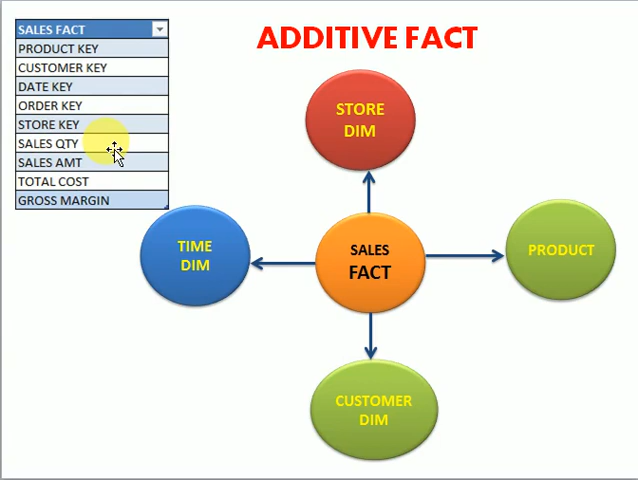 SALES FACT
PRODUCT KEY
CUSTOMER KEY
DATE KEY
ORDER KEY
STORE KEY
SALES QTY
SALES AMT
TOTAL COST
GROSS MARGIN
ADDITIVE FACT
STORE
DIM
TIME
DIM
SALES
FACT
PRODUCT
CUSTOMER
DIM